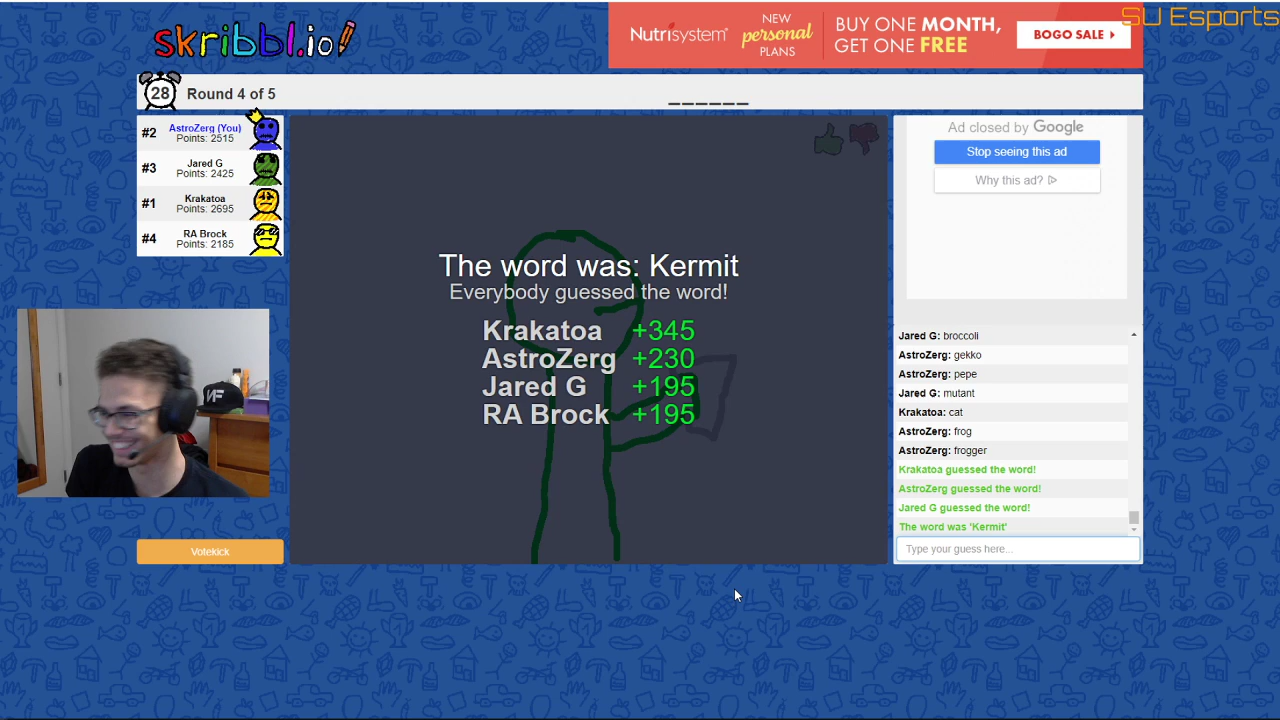 skribbl.io
Nutrisystem®
NEW
personal
PLANS
BUY ONE MONTH,
GET ONE FREE
BOGO SALE
SU Esports
28
Round 4 of 5
______
#2
AstroZerg (You)
Points: 2515
#3
Jared G
Points: 2425
#1
Krakatoa
Points: 2695
#4
RA Brock
Points: 2185
The word was: Kermit
Everybody guessed the word!
Krakatoa +345
AstroZerg +230
Jared G +195
RA Brock +195
NF
Votekick
Ad closed by Google
Stop seeing this ad
Why this ad?
Jared G: broccoli
AstroZerg: gekko
AstroZerg: pepe
Jared G: mutant
Krakatoa: cat
AstroZerg: frog
AstroZerg: frogger
Krakatoa guessed the word!
AstroZerg guessed the word!
Jared G guessed the word!
The word was 'Kermit'
Type your guess here...